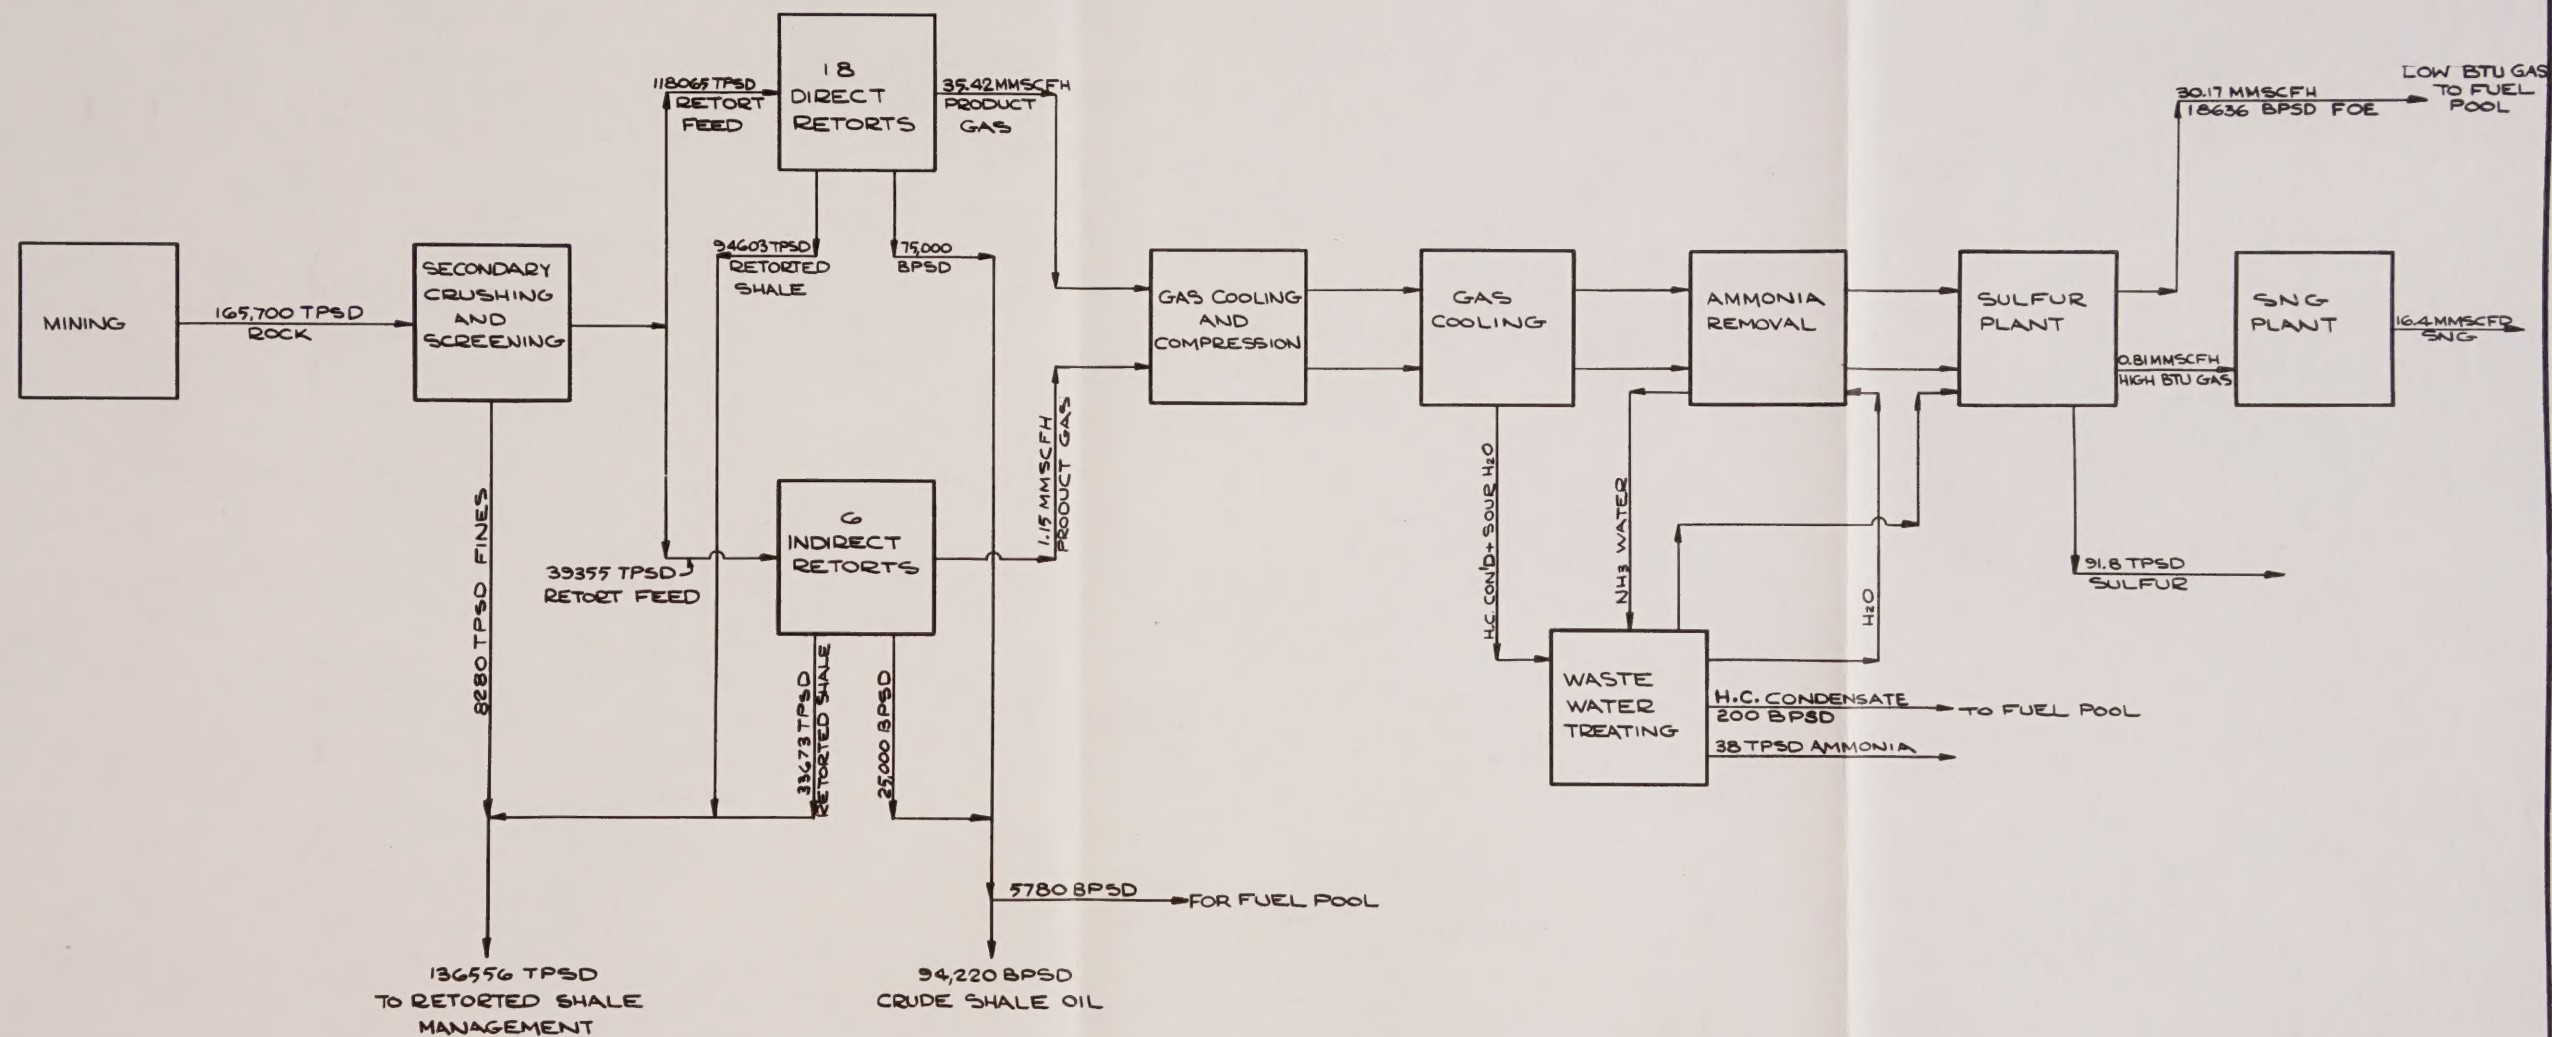 MINING
165,700 TPSD
ROCK
SECONDARY
CRUSHING
AND
SCREENING
8280 TPSD FINES
118065 TPSD
RETORT
FEED
18
DIRECT
RETORTS
35.42 MMSCFH
PRODUCT
GAS
94603 TPSD
RETORTED
SHALE
75,000
BPSD
39355 TPSD
RETORT FEED
6
INDIRECT
RETORTS
1.15 MMSCFH
PRODUCT GAS
33673 TPSD
RETORTED SHALE
25,000 BPSD
136556 TPSD
TO RETORTED SHALE
MANAGEMENT
5780 BPSD
FOR FUEL POOL
94,220 BPSD
CRUDE SHALE OIL
GAS COOLING
AND
COMPRESSION
GAS
COOLING
AMMONIA
REMOVAL
SULFUR
PLANT
SNG
PLANT
30.17 MMSCFH
18636 BPSD FOE
LOW BTU GAS
TO FUEL
POOL
0.81 MMSCFH
HIGH BTU GAS
16.4 MMSCFD
SNG
91.8 TPSD
SULFUR
H.C. CON'D + SOUR H2O
NH3 WATER
H2O
WASTE
WATER
TREATING
H.C. CONDENSATE
200 BPSD
TO FUEL POOL
38 TPSD AMMONIA